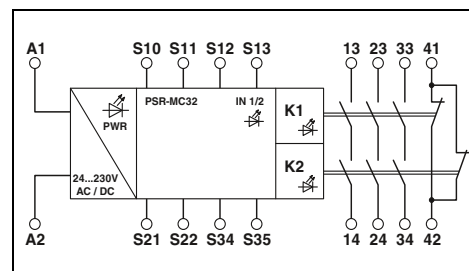 A1 S10 S11 S12 S13 13 23 33 41
PSR-MC32 IN 1/2
PWR
K1
K2
24...230V
AC / DC
A2 S21 S22 S34 S35 14 24 34 42